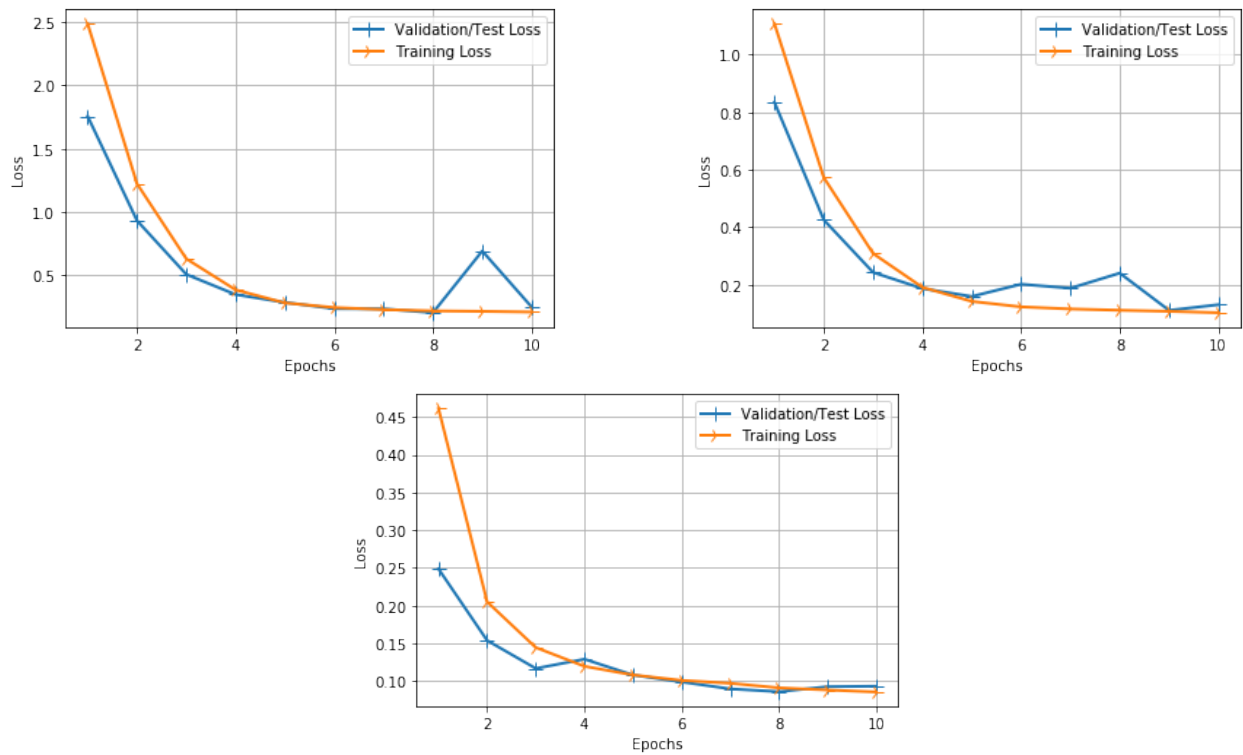 2.5
2.0
1.5
1.0
0.5
Loss
Validation/Test Loss
Training Loss
2
4
6
8
10
Epochs
1.0
0.8
0.6
0.4
0.2
Loss
Validation/Test Loss
Training Loss
2
4
6
8
10
Epochs
0.45
0.40
0.35
0.30
0.25
0.20
0.15
0.10
Loss
Validation/Test Loss
Training Loss
2
4
6
8
10
Epochs